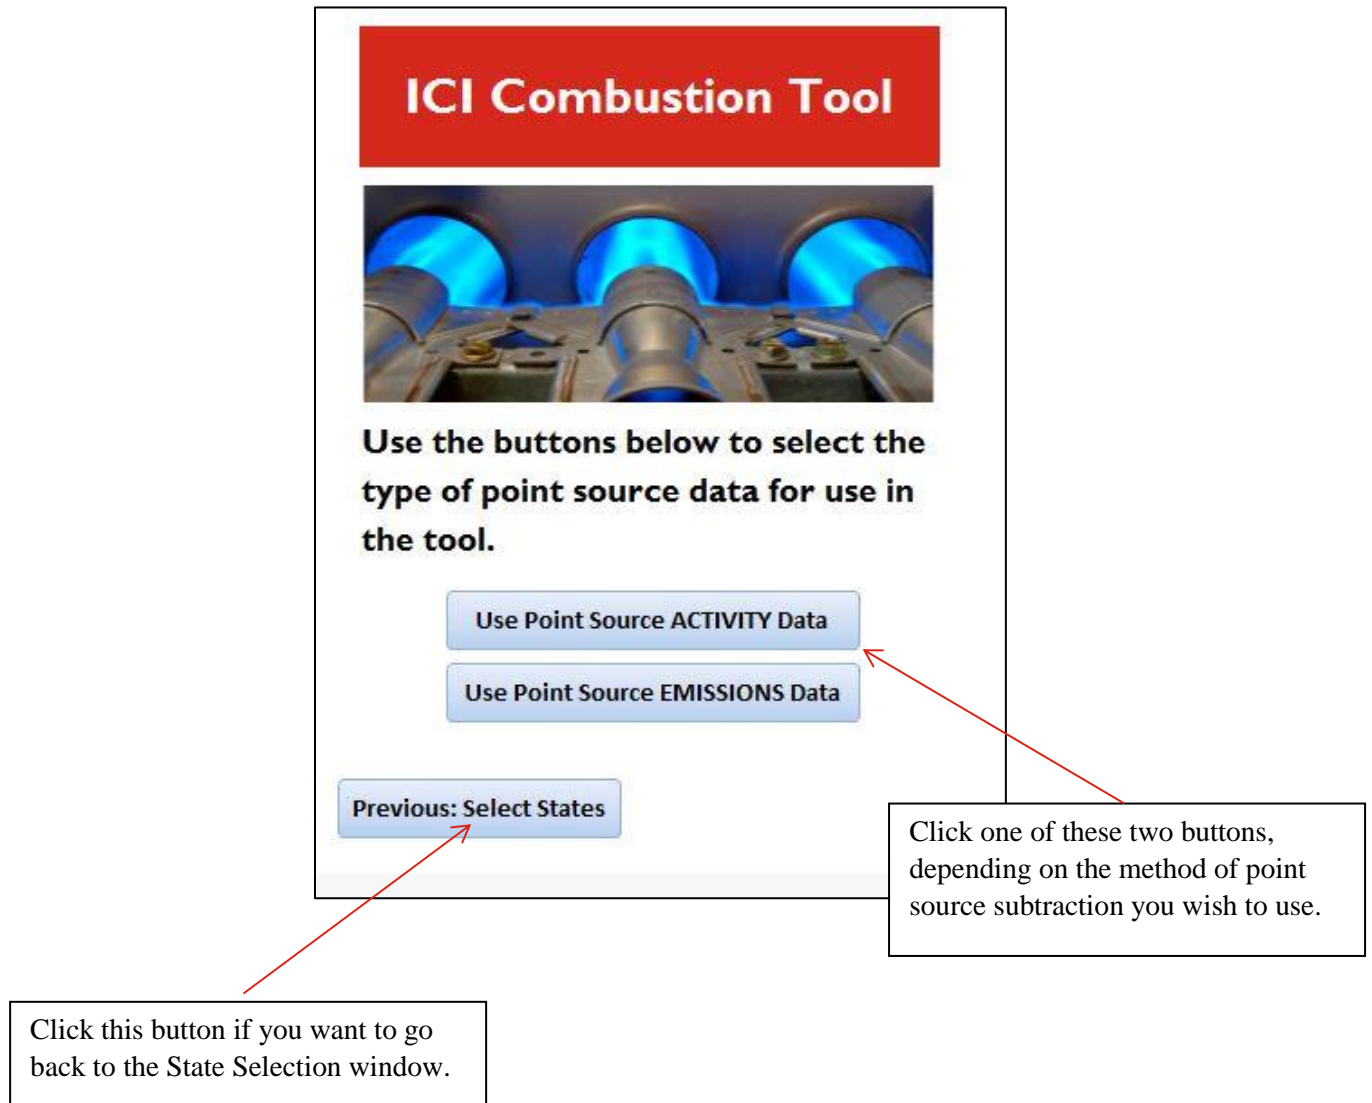 ICI Combustion Tool
Use the buttons below to select the
type of point source data for use in
the tool.
Use Point Source ACTIVITY Data
Use Point Source EMISSIONS Data
Previous: Select States
Click one of these two buttons,
depending on the method of point
source subtraction you wish to use.
Click this button if you want to go
back to the State Selection window.